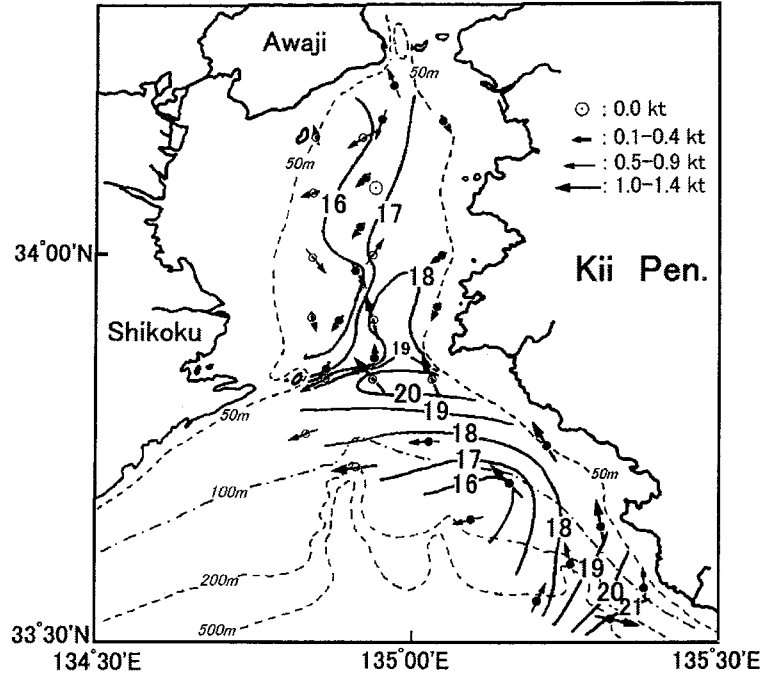 Awaji
50m
⊙ : 0.0 kt
: 0.1-0.4 kt
: 0.5-0.9 kt
: 1.0-1.4 kt
50m
16
17
34°00'N
18
Kii Pen.
Shikoku
19
20
50m
19
18
17
50m
16
100m
18
19
200m
20
21
500m
33°30'N
134°30'E
135°00'E
135°30'E